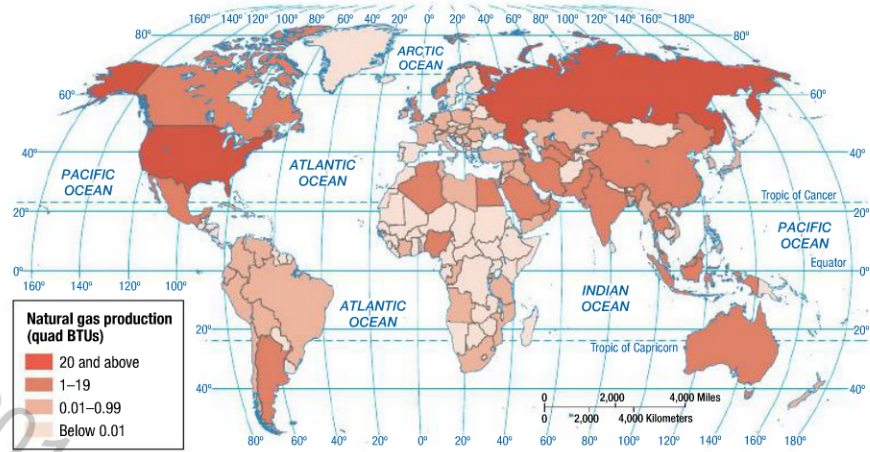 160° 140° 120° 100° 80° 60° 40° 20° 0° 20° 40° 60° 80° 100° 120° 140° 160° 180°
80° 80°
ARCTIC
OCEAN
60° 60°
40° 40°
PACIFIC
OCEAN
ATLANTIC
OCEAN
Tropic of Cancer
20° 20°
PACIFIC
OCEAN
Equator
0° 0°
160° 140° 120° 100°
INDIAN
OCEAN
ATLANTIC
OCEAN
20° 20°
Tropic of Capricorn
40° 40°
Natural gas production
(quad BTUs)
20 and above
1–19
0.01–0.99
Below 0.01
0 2,000 4,000 Miles
0 2,000 4,000 Kilometers
80° 60° 40° 20° 0° 20° 40° 60° 80° 100° 120° 140° 160° 180°